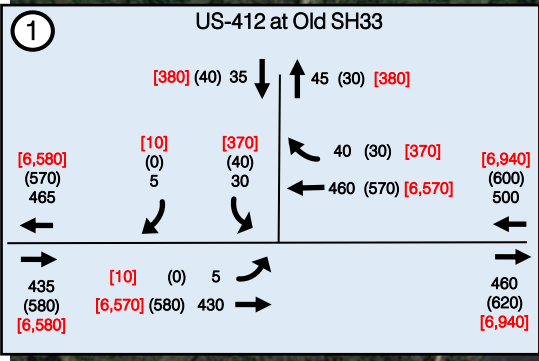 1
US-412 at Old SH33
[380] (40) 35
45 (30) [380]
[10]
(0)
5
[370]
(40)
30
40 (30) [370]
460 (570) [6,570]
[6,580]
(570)
465
[6,940]
(600)
500
435
(580)
[6,580]
[10] (0) 5
[6,570] (580) 430
460
(620)
[6,940]